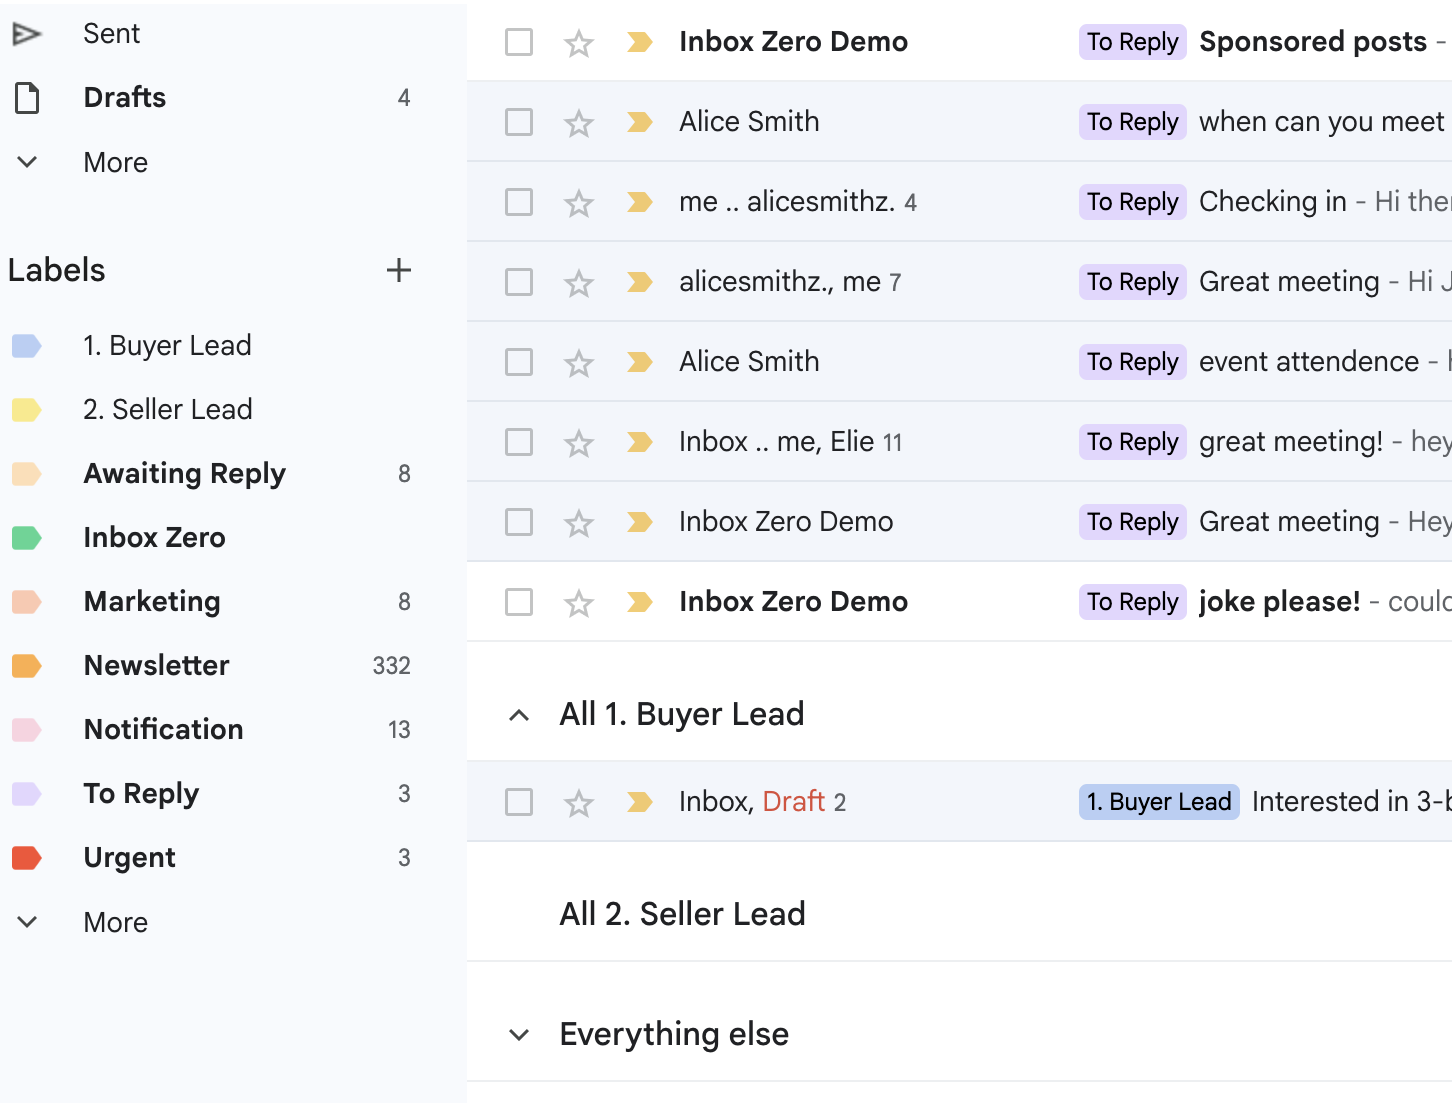 Sent
Drafts 4
More
Labels
1. Buyer Lead
2. Seller Lead
Awaiting Reply 8
Inbox Zero
Marketing 8
Newsletter 332
Notification 13
To Reply 3
Urgent 3
More
Inbox Zero Demo To Reply Sponsored posts -
Alice Smith To Reply when can you meet
me .. alicesmithz. 4 To Reply Checking in - Hi
alicesmithz., me 7 To Reply Great meeting - Hi J
Alice Smith To Reply event attendence -
Inbox .. me, Elie 11 To Reply great meeting! - hey
Inbox Zero Demo To Reply Great meeting - Hey
Inbox Zero Demo To Reply joke please! -
All 1. Buyer Lead
Inbox, Draft 2 1. Buyer Lead Interested in
All 2. Seller Lead
Everything else